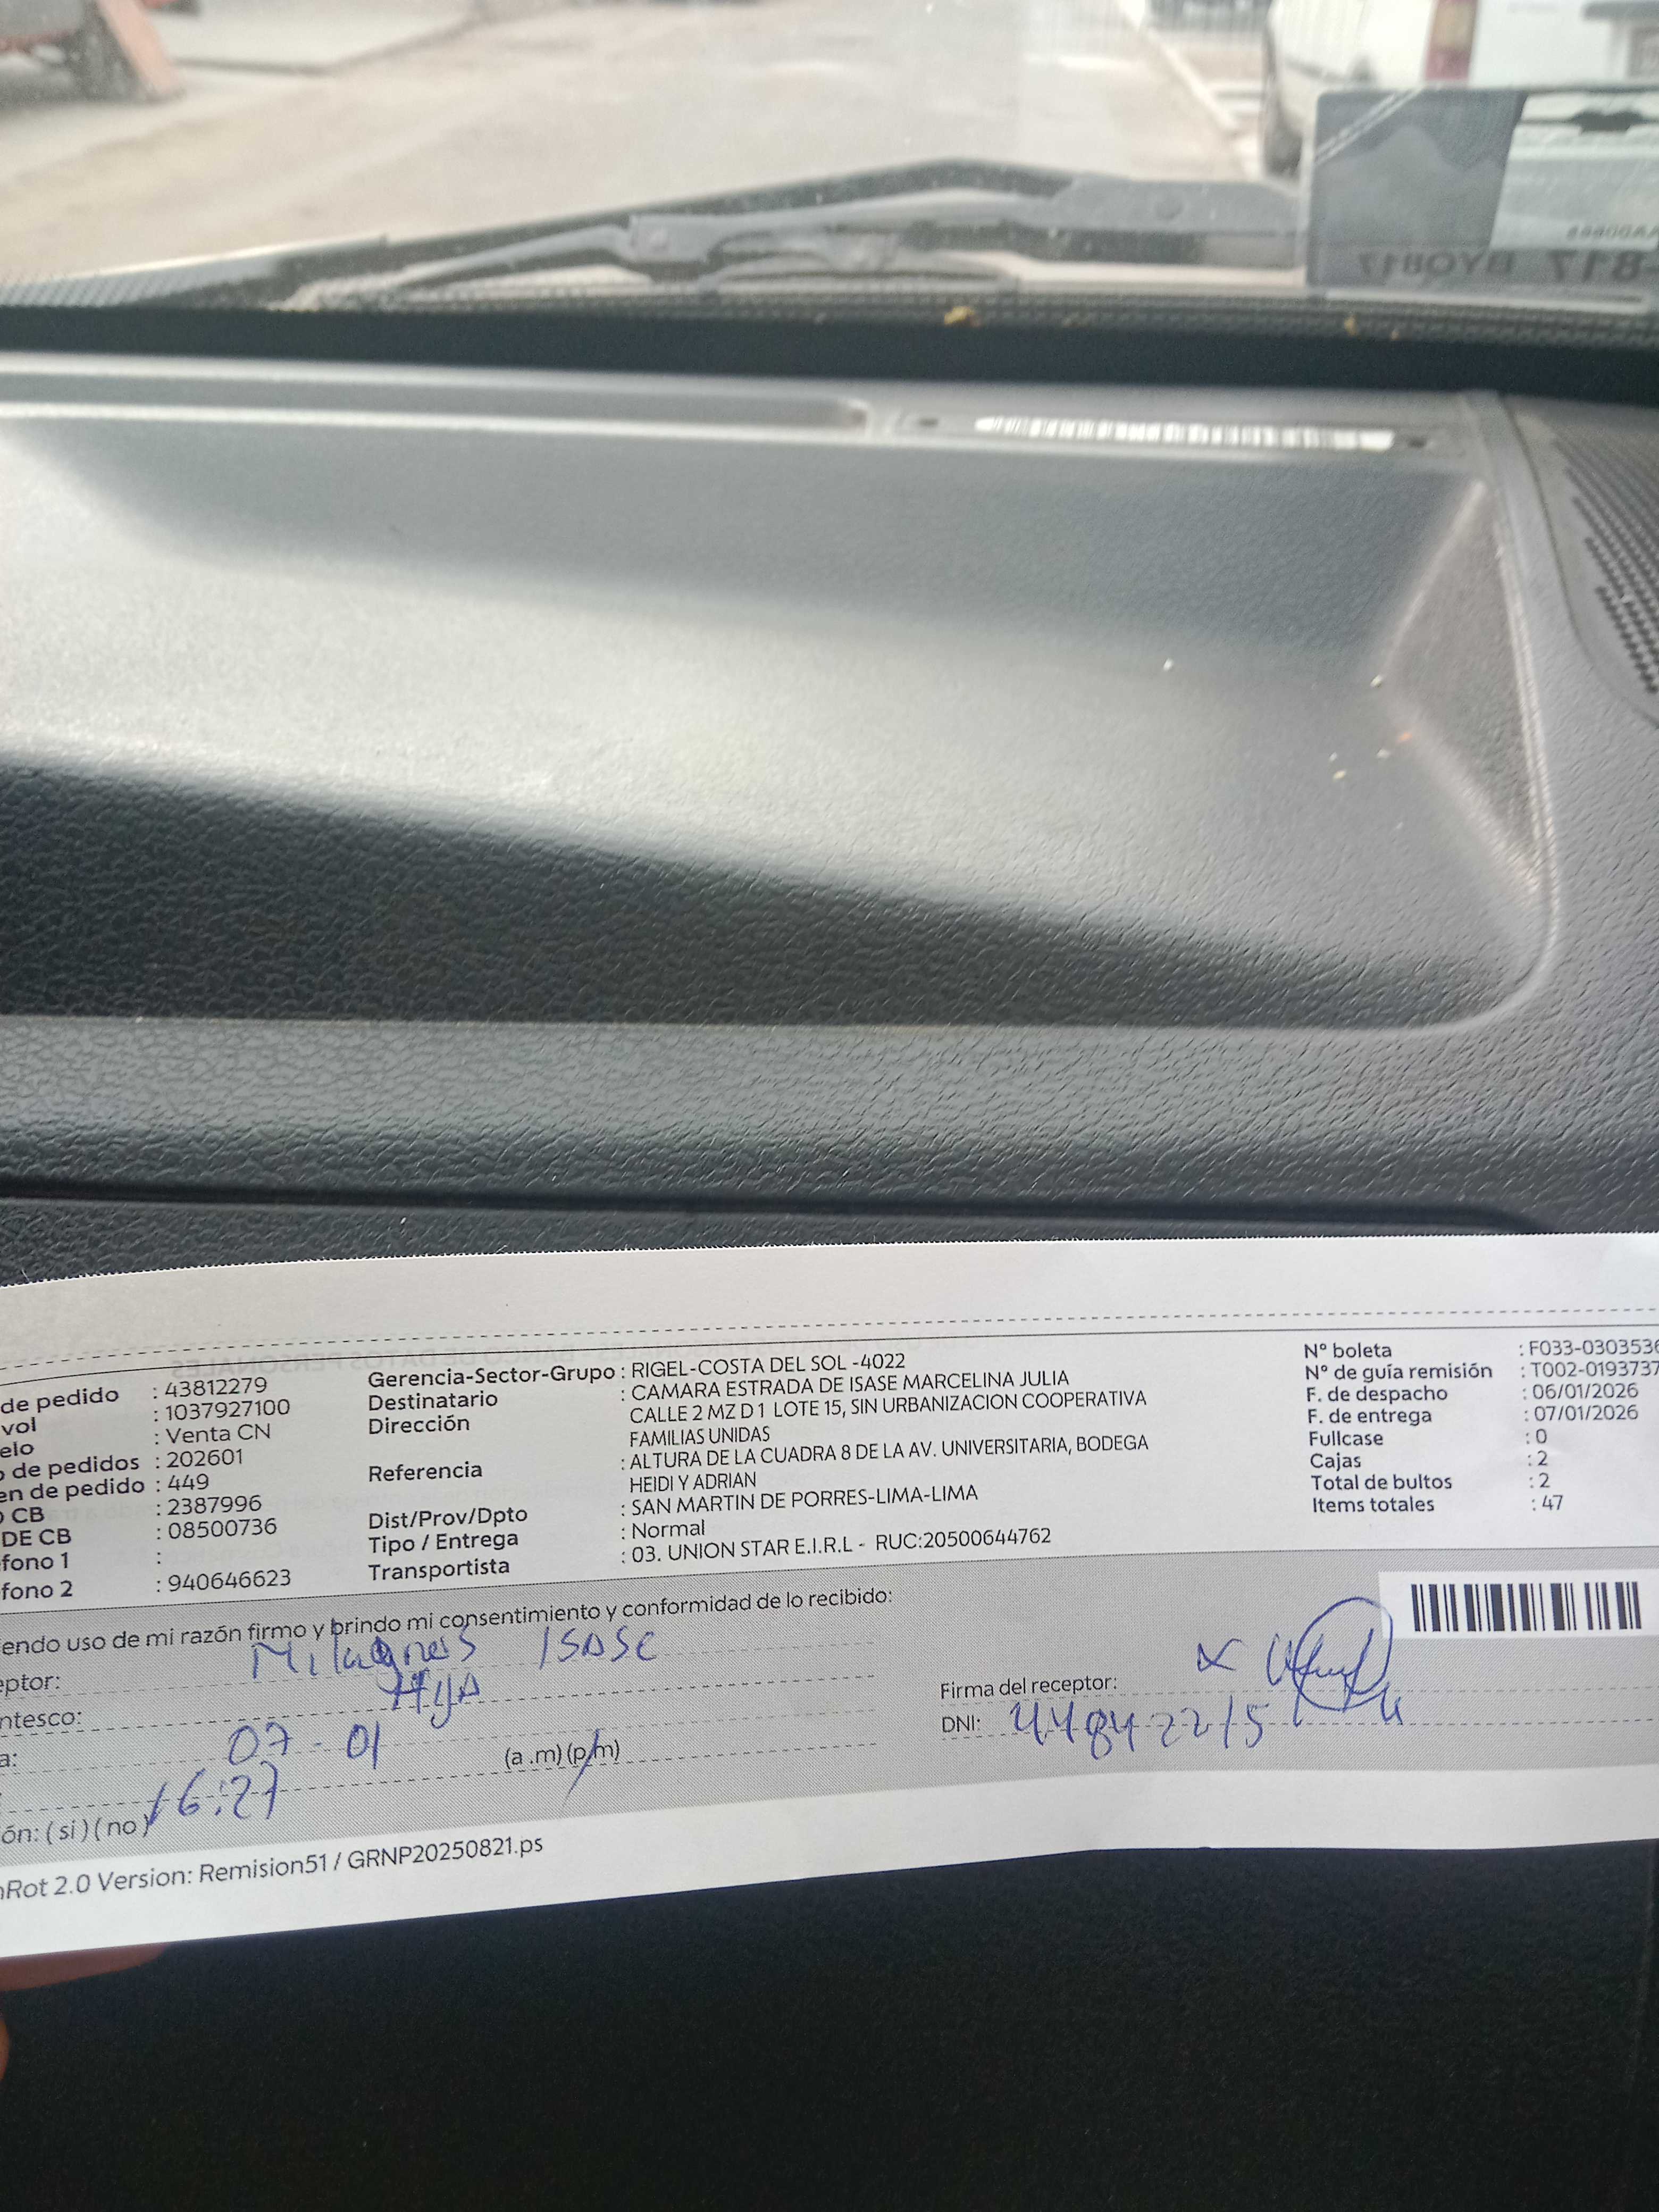 817 BYO817
de pedido : 43812279
vol : 1037927100
elo : Venta CN
o de pedidos : 202601
en de pedido : 449
o CB : 2387996
DE CB : 08500736
fono 1 :
fono 2 : 940646623
Gerencia-Sector-Grupo : RIGEL-COSTA DEL SOL -4022
Destinatario : CAMARA ESTRADA DE ISASE MARCELINA JULIA
Dirección CALLE 2 MZ D 1 LOTE 15, SIN URBANIZACION COOPERATIVA
FAMILIAS UNIDAS
Referencia : ALTURA DE LA CUADRA 8 DE LA AV. UNIVERSITARIA, BODEGA
HEIDI Y ADRIAN
Dist/Prov/Dpto : SAN MARTIN DE PORRES-LIMA-LIMA
Tipo / Entrega : Normal
Transportista : 03. UNION STAR E.I.R.L - RUC:20500644762
N° boleta : F033-0303536
N° de guía remisión : T002-0193737
F. de despacho : 06/01/2026
F. de entrega : 07/01/2026
Fullcase : 0
Cajas : 2
Total de bultos : 2
Items totales : 47
endo uso de mi razón firmo y brindo mi consentimiento y conformidad de lo recibido:
eptor: Milagros Isase
ntesco: Hija
a: 07 - 01 (a .m) (p/m)
16:27
ón: ( si ) ( no )
Firma del receptor: x
DNI: 44842215
nRot 2.0 Version: Remision51 / GRNP20250821.ps